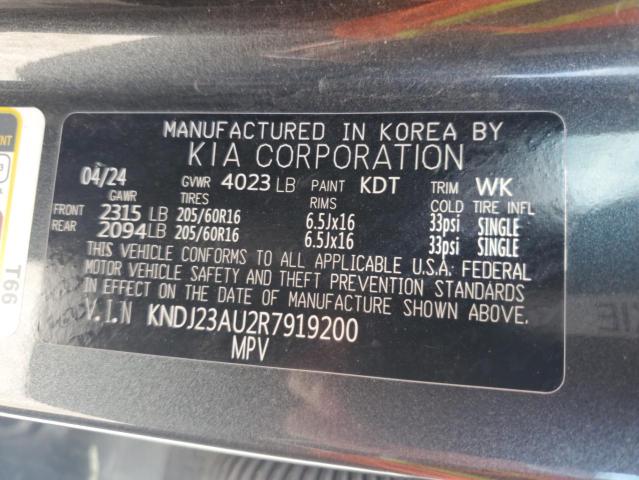 MANUFACTURED IN KOREA BY
KIA CORPORATION
04/24 GVWR 4023 LB PAINT KDT TRIM WK
GAWR TIRES RIMS COLD TIRE INFL
FRONT 2315 LB 205/60R16 6.5Jx16 33psi SINGLE
REAR 2094 LB 205/60R16 6.5Jx16 33psi SINGLE
THIS VEHICLE CONFORMS TO ALL APPLICABLE U.S.A. FEDERAL
MOTOR VEHICLE SAFETY AND THEFT PREVENTION STANDARDS
IN EFFECT ON THE DATE OF MANUFACTURE SHOWN ABOVE.
V.I.N KNDJ23AU2R7919200
MPV
T66